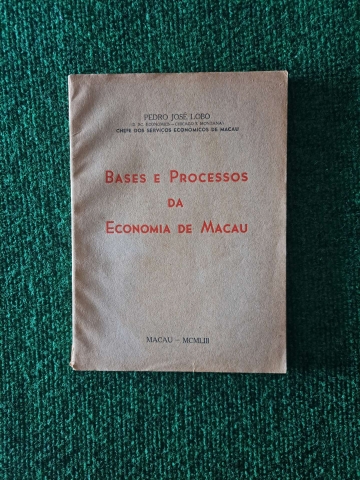 PEDRO JOSÉ LOBO
CHEFE DOS SERVIÇOS ECONÓMICOS DE MACAU
BASES E PROCESSOS
DA
ECONOMIA DE MACAU
MACAU — MCMLIII